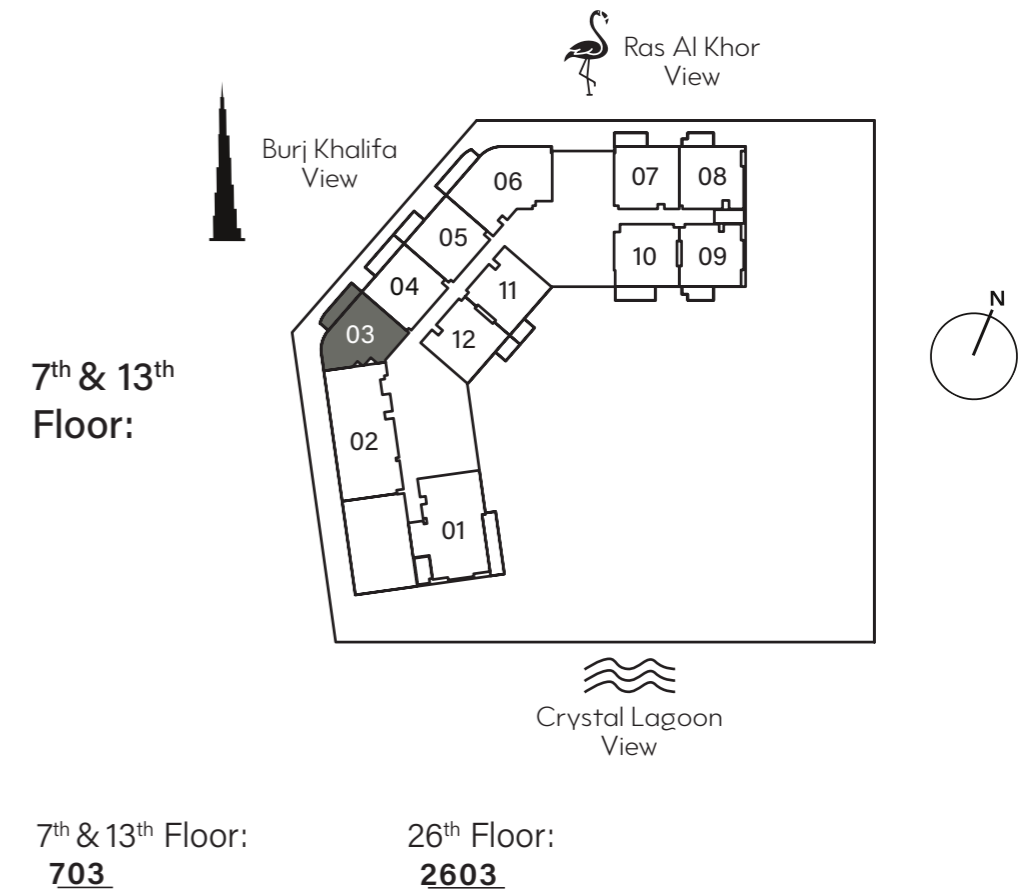 Ras Al Khor
View
Burj Khalifa
View
06
07
08
05
10
09
04
11
03
12
N
7th & 13th
Floor:
02
01
Crystal Lagoon
View
7th & 13th Floor:
703
26th Floor:
2603